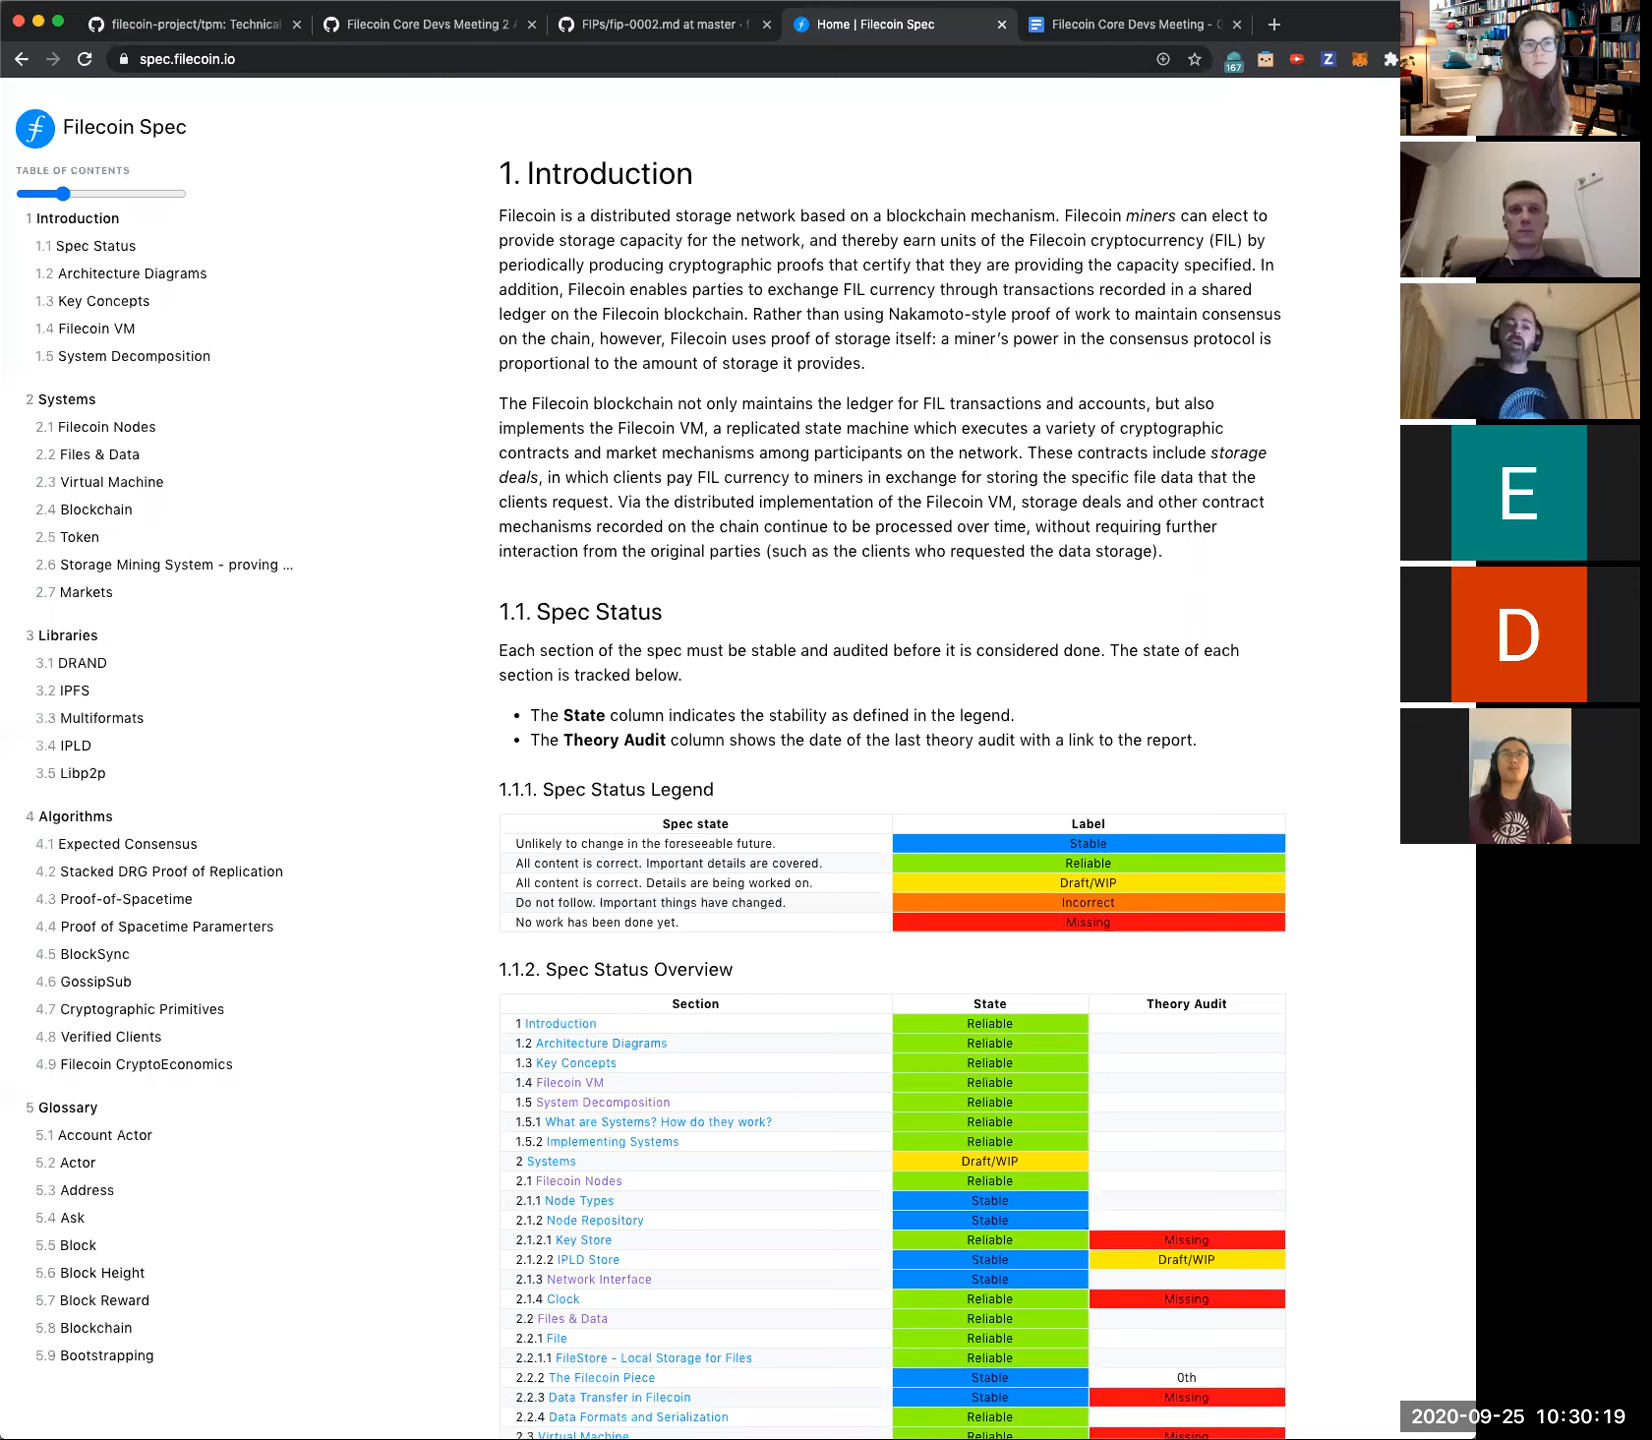 filecoin-project/tpm: Technical
Filecoin Core Devs Meeting 2
FIPs/fip-0002.md at master · f
Home | Filecoin Spec
Filecoin Core Devs Meeting - C
spec.filecoin.io
167
Z
Filecoin Spec
TABLE OF CONTENTS
1 Introduction
1.1 Spec Status
1.2 Architecture Diagrams
1.3 Key Concepts
1.4 Filecoin VM
1.5 System Decomposition
2 Systems
2.1 Filecoin Nodes
2.2 Files & Data
2.3 Virtual Machine
2.4 Blockchain
2.5 Token
2.6 Storage Mining System - proving ...
2.7 Markets
3 Libraries
3.1 DRAND
3.2 IPFS
3.3 Multiformats
3.4 IPLD
3.5 Libp2p
4 Algorithms
4.1 Expected Consensus
4.2 Stacked DRG Proof of Replication
4.3 Proof-of-Spacetime
4.4 Proof of Spacetime Paramerters
4.5 BlockSync
4.6 GossipSub
4.7 Cryptographic Primitives
4.8 Verified Clients
4.9 Filecoin CryptoEconomics
5 Glossary
5.1 Account Actor
5.2 Actor
5.3 Address
5.4 Ask
5.5 Block
5.6 Block Height
5.7 Block Reward
5.8 Blockchain
5.9 Bootstrapping
1. Introduction
Filecoin is a distributed storage network based on a blockchain mechanism. Filecoin miners can elect to
provide storage capacity for the network, and thereby earn units of the Filecoin cryptocurrency (FIL) by
periodically producing cryptographic proofs that certify that they are providing the capacity specified. In
addition, Filecoin enables parties to exchange FIL currency through transactions recorded in a shared
ledger on the Filecoin blockchain. Rather than using Nakamoto-style proof of work to maintain consensus
on the chain, however, Filecoin uses proof of storage itself: a miner's power in the consensus protocol is
proportional to the amount of storage it provides.
The Filecoin blockchain not only maintains the ledger for FIL transactions and accounts, but also
implements the Filecoin VM, a replicated state machine which executes a variety of cryptographic
contracts and market mechanisms among participants on the network. These contracts include storage
deals, in which clients pay FIL currency to miners in exchange for storing the specific file data that the
clients request. Via the distributed implementation of the Filecoin VM, storage deals and other contract
mechanisms recorded on the chain continue to be processed over time, without requiring further
interaction from the original parties (such as the clients who requested the data storage).
1.1. Spec Status
Each section of the spec must be stable and audited before it is considered done. The state of each
section is tracked below.
• The State column indicates the stability as defined in the legend.
• The Theory Audit column shows the date of the last theory audit with a link to the report.
1.1.1. Spec Status Legend
Spec state Label
Unlikely to change in the foreseeable future. Stable
All content is correct. Important details are covered. Reliable
All content is correct. Details are being worked on. Draft/WIP
Do not follow. Important things have changed. Incorrect
No work has been done yet. Missing
1.1.2. Spec Status Overview
Section State Theory Audit
1 Introduction Reliable
1.2 Architecture Diagrams Reliable
1.3 Key Concepts Reliable
1.4 Filecoin VM Reliable
1.5 System Decomposition Reliable
1.5.1 What are Systems? How do they work? Reliable
1.5.2 Implementing Systems Reliable
2 Systems Draft/WIP
2.1 Filecoin Nodes Reliable
2.1.1 Node Types Stable
2.1.2 Node Repository Stable
2.1.2.1 Key Store Reliable Missing
2.1.2.2 IPLD Store Stable Draft/WIP
2.1.3 Network Interface Stable
2.1.4 Clock Reliable Missing
2.2 Files & Data Reliable
2.2.1 File Reliable
2.2.1.1 FileStore - Local Storage for Files Reliable
2.2.2 The Filecoin Piece Stable 0th
2.2.3 Data Transfer in Filecoin Stable Missing
2.2.4 Data Formats and Serialization Reliable
2.3 Virtual Machine Reliable Missing
E
D
2020-09-25 10:30:19